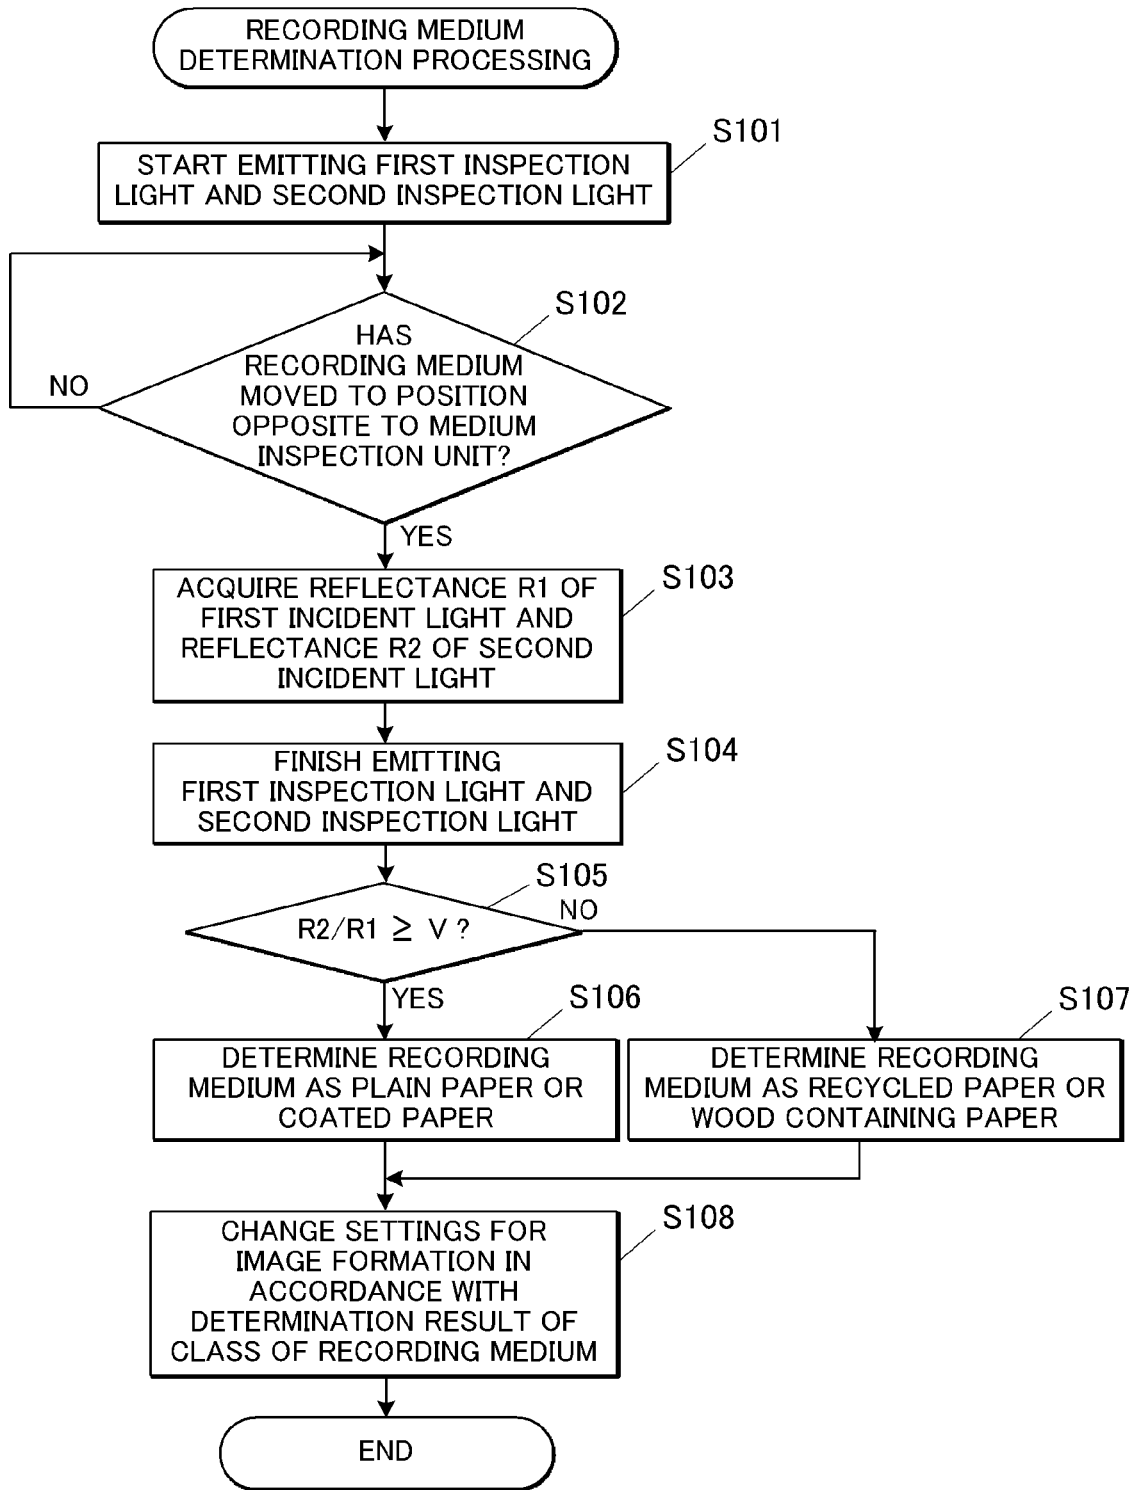 RECORDING MEDIUM
DETERMINATION PROCESSING
S101
START EMITTING FIRST INSPECTION
LIGHT AND SECOND INSPECTION LIGHT
S102
HAS
RECORDING MEDIUM
MOVED TO POSITION
OPPOSITE TO MEDIUM
INSPECTION UNIT?
NO
YES
S103
ACQUIRE REFLECTANCE R1 OF
FIRST INCIDENT LIGHT AND
REFLECTANCE R2 OF SECOND
INCIDENT LIGHT
S104
FINISH EMITTING
FIRST INSPECTION LIGHT AND
SECOND INSPECTION LIGHT
S105
R2/R1 ≧ V ?
NO
YES
S106
DETERMINE RECORDING
MEDIUM AS PLAIN PAPER OR
COATED PAPER
S107
DETERMINE RECORDING
MEDIUM AS RECYCLED PAPER OR
WOOD CONTAINING PAPER
S108
CHANGE SETTINGS FOR
IMAGE FORMATION IN
ACCORDANCE WITH
DETERMINATION RESULT OF
CLASS OF RECORDING MEDIUM
END